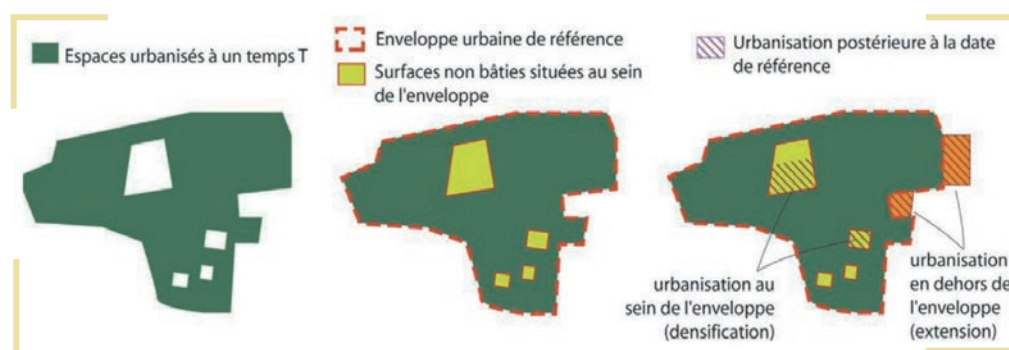 Espaces urbanisés à un temps T
Enveloppe urbaine de référence
Surfaces non bâties situées au sein
de l'enveloppe
Urbanisation postérieure à la date
de référence
urbanisation au
sein de l'enveloppe
(densification)
urbanisation
en dehors de
l'enveloppe
(extension)